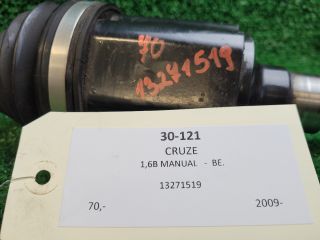 70
13271519
30-121
CRUZE
1,6B MANUAL - BE.
13271519
70,- 2009-